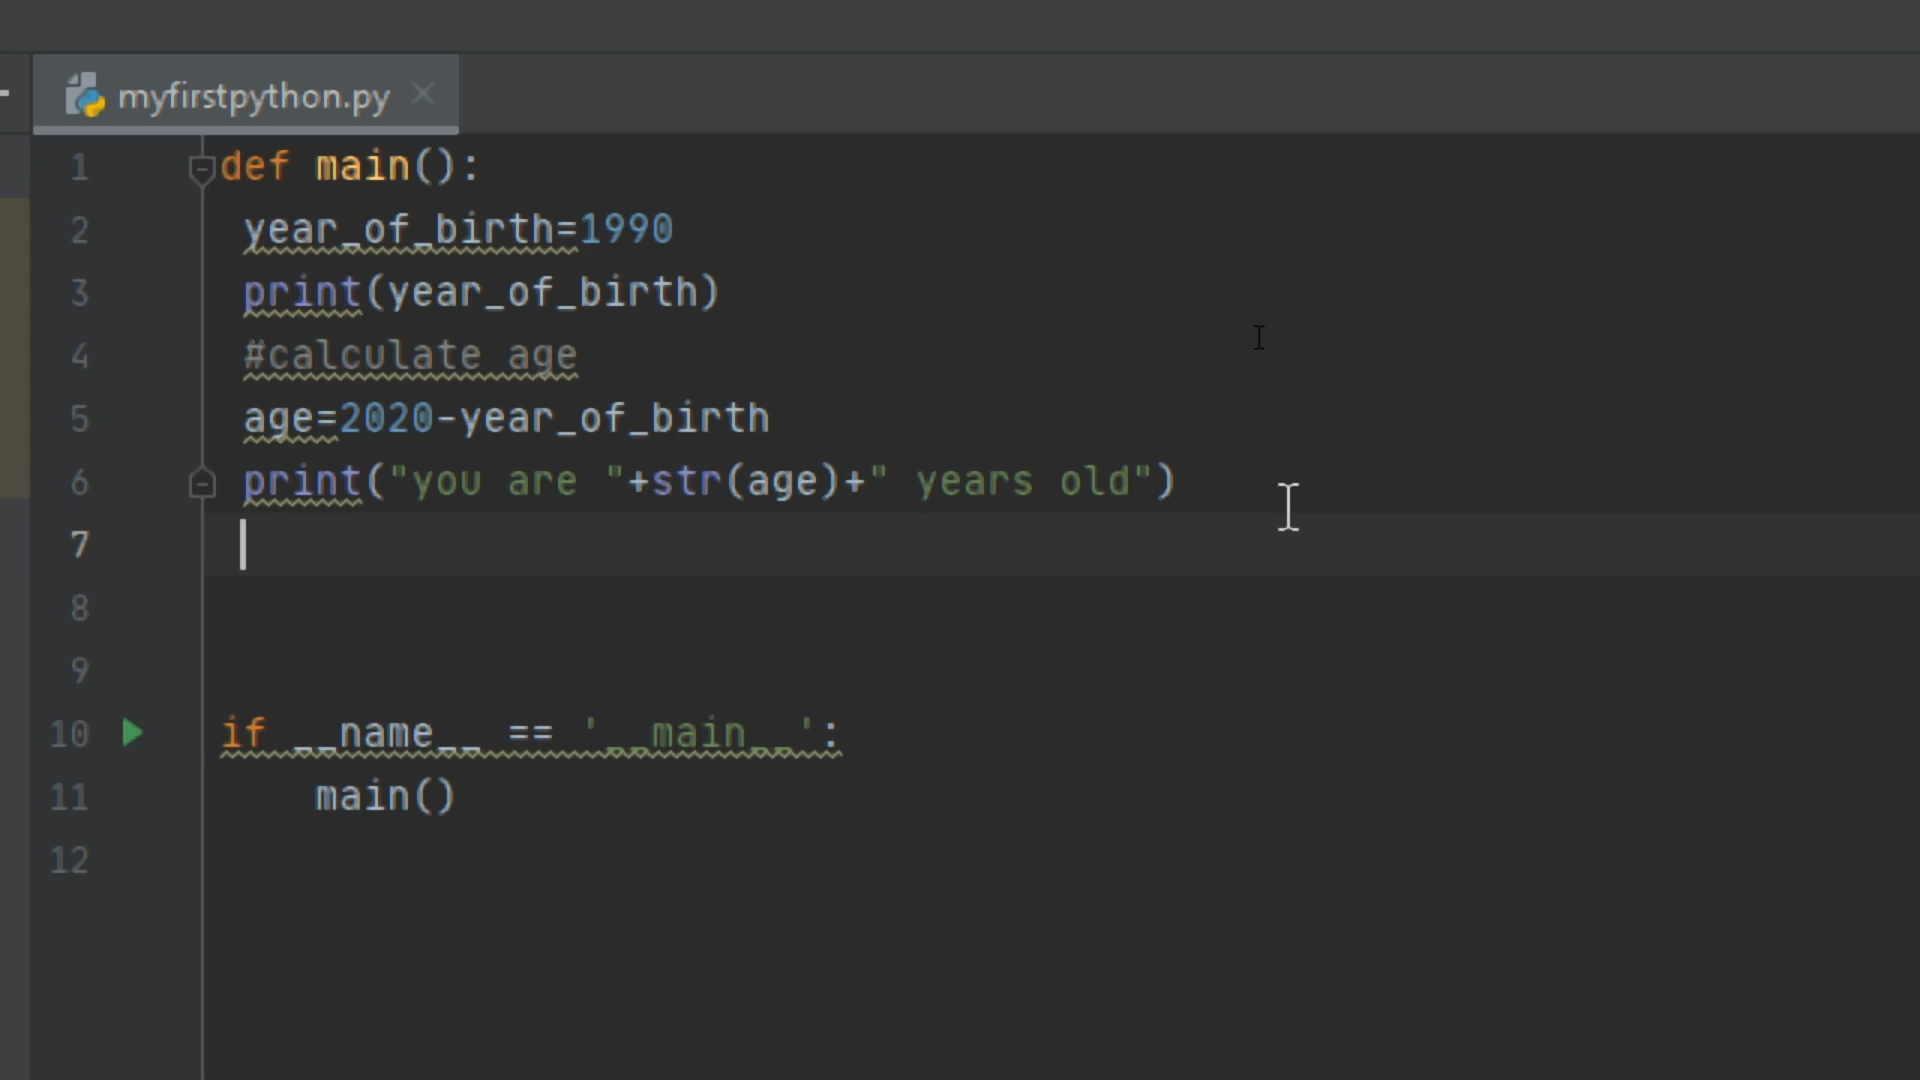 myfirstpython.py
1 def main():
2 year_of_birth=1990
3 print(year_of_birth)
4 #calculate age
5 age=2020-year_of_birth
6 print("you are "+str(age)+" years old")
7
8
9
10 if __name__ == '__main__':
11 main()
12